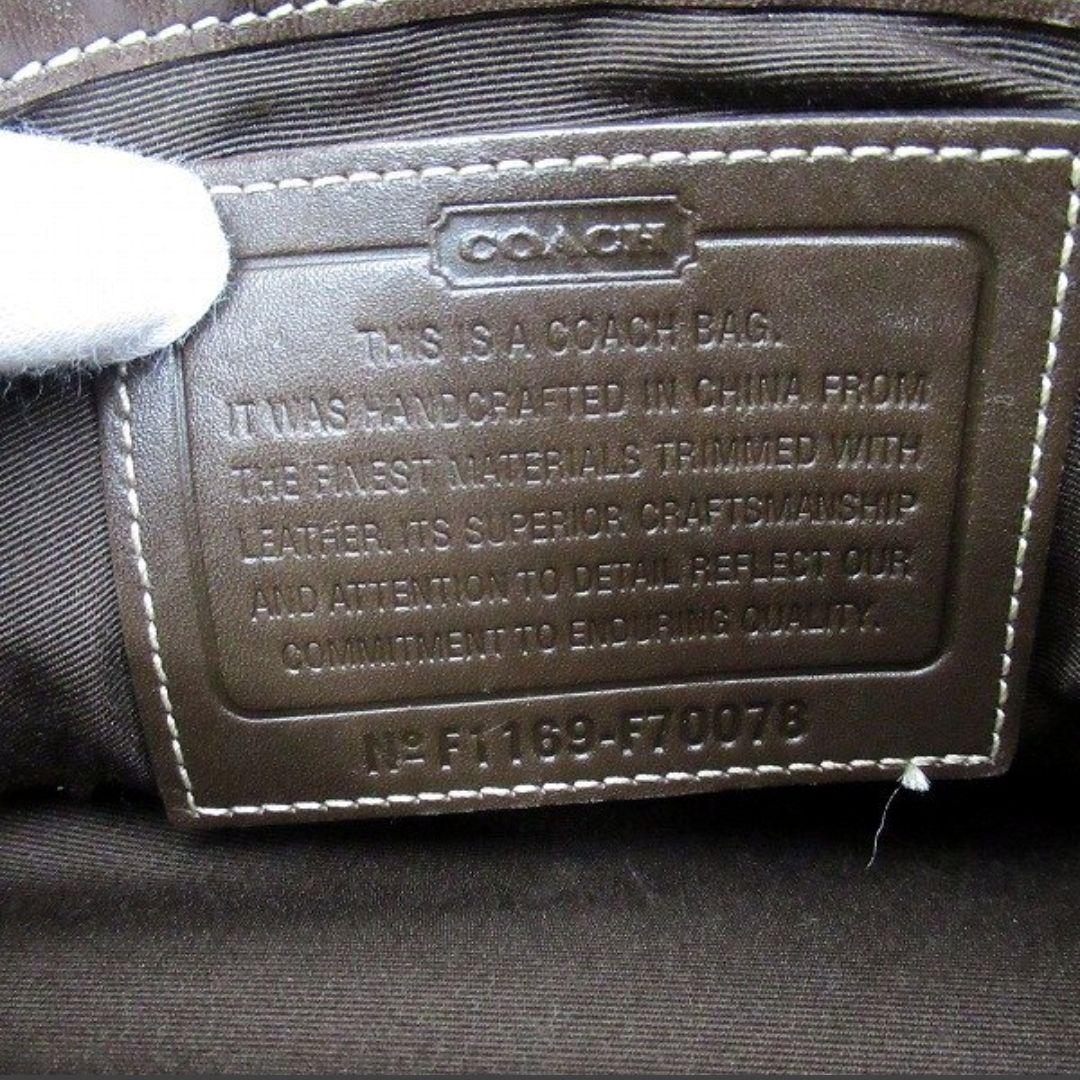 COACH
THIS IS A COACH BAG.
IT WAS HANDCRAFTED IN CHINA FROM
THE FINEST MATERIALS TRIMMED WITH
LEATHER. ITS SUPERIOR CRAFTSMANSHIP
AND ATTENTION TO DETAIL REFLECT OUR
COMMITMENT TO ENDURING QUALITY.
Nº F1169-F70078